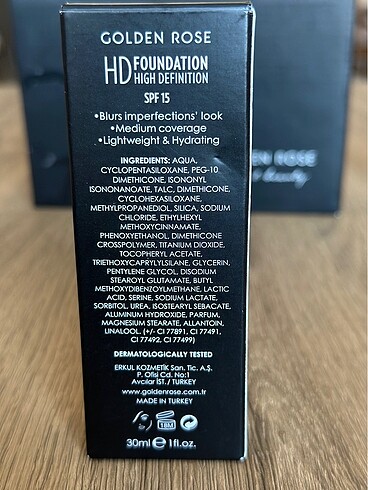 GOLDEN ROSE
HD FOUNDATION
HIGH DEFINITION
SPF 15
•Blurs imperfections' look
•Medium coverage
•Lightweight & Hydrating
INGREDIENTS: AQUA,
CYCLOPENTASILOXANE, PEG-10
DIMETHICONE, ISONONYL
ISONONANOATE, TALC, DIMETHICONE,
CYCLOHEXASILOXANE,
METHYLPROPANEDIOL, SILICA, SODIUM
CHLORIDE, ETHYLHEXYL
METHOXYCINNAMATE,
PHENOXYETHANOL, DIMETHICONE
CROSSPOLYMER, TITANIUM DIOXIDE,
TOCOPHERYL ACETATE,
TRIETHOXYCAPRYLYLSILANE, GLYCERIN,
PENTYLENE GLYCOL, DISODIUM
STEAROYL GLUTAMATE, BUTYL
METHOXYDIBENZOYLMETHANE, LACTIC
ACID, SERINE, SODIUM LACTATE,
SORBITOL, UREA, ISOSTEARYL SEBACATE,
ALUMINUM HYDROXIDE, PARFUM,
MAGNESIUM STEARATE, ALLANTOIN,
LINALOOL. (+/- CI 77891, CI 77491,
CI 77492, CI 77499)
DERMATOLOGICALLY TESTED
ERKUL KOZMETİK San. Tic. A.Ş.
P. Ofisi Cd. No:1
Avcılar İST. / TURKEY
www.goldenrose.com.tr
MADE IN TURKEY
18M
30ml e 1fl.oz.
DEN ROSE
beauty